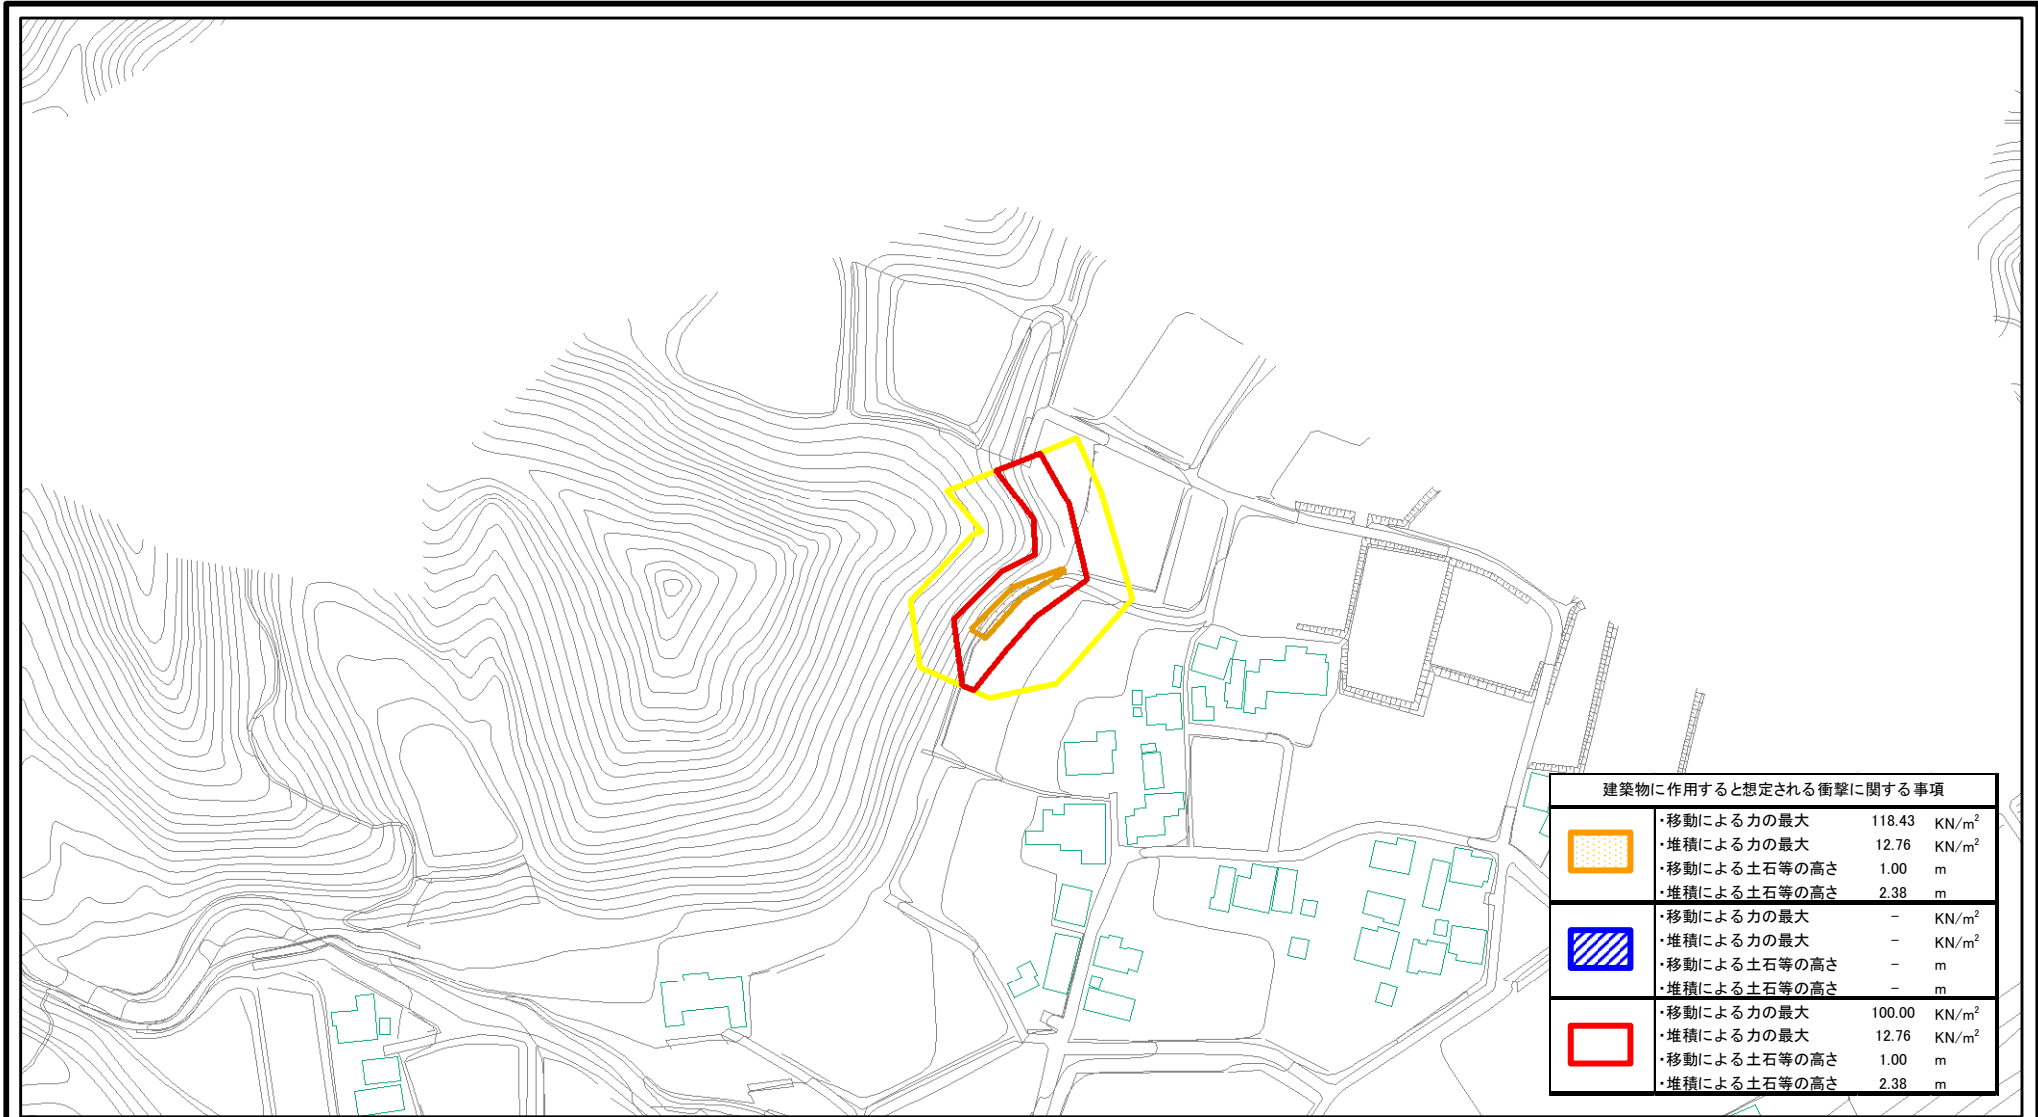 建築物に作用すると想定される衝撃に関する事項
・移動による力の最大 118.43 KN/m²
・堆積による力の最大 12.76 KN/m²
・移動による土石等の高さ 1.00 m
・堆積による土石等の高さ 2.38 m
・移動による力の最大 － KN/m²
・堆積による力の最大 － KN/m²
・移動による土石等の高さ － m
・堆積による土石等の高さ － m
・移動による力の最大 100.00 KN/m²
・堆積による力の最大 12.76 KN/m²
・移動による土石等の高さ 1.00 m
・堆積による土石等の高さ 2.38 m